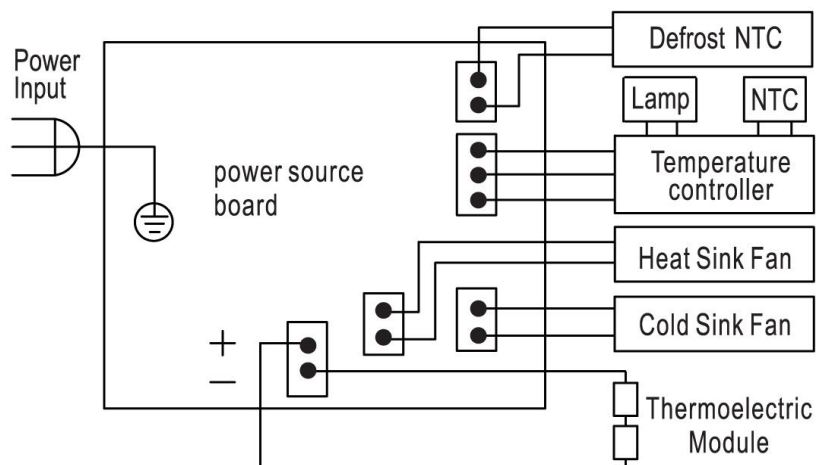 Power
Input
power source
board
+
−
Defrost NTC
Lamp
NTC
Temperature
controller
Heat Sink Fan
Cold Sink Fan
Thermoelectric
Module